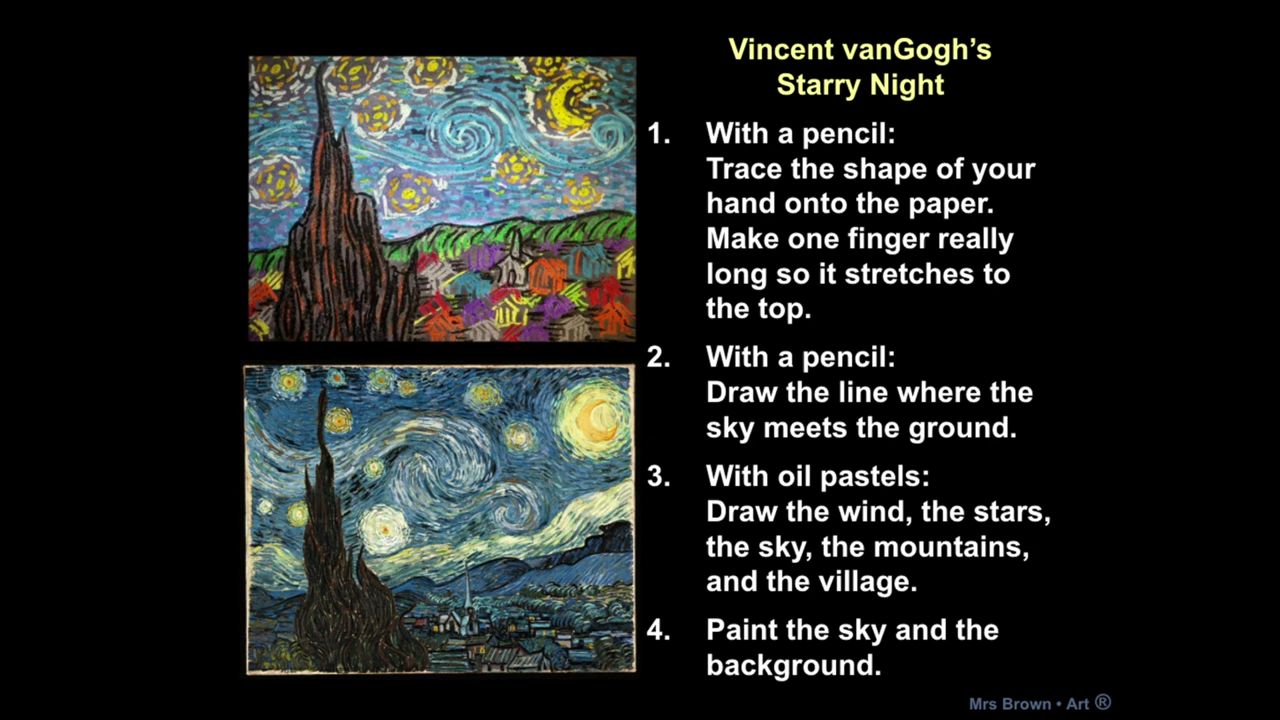 Vincent vanGogh’s
Starry Night
1. With a pencil:
Trace the shape of your
hand onto the paper.
Make one finger really
long so it stretches to
the top.
2. With a pencil:
Draw the line where the
sky meets the ground.
3. With oil pastels:
Draw the wind, the stars,
the sky, the mountains,
and the village.
4. Paint the sky and the
background.
Mrs Brown • Art ®